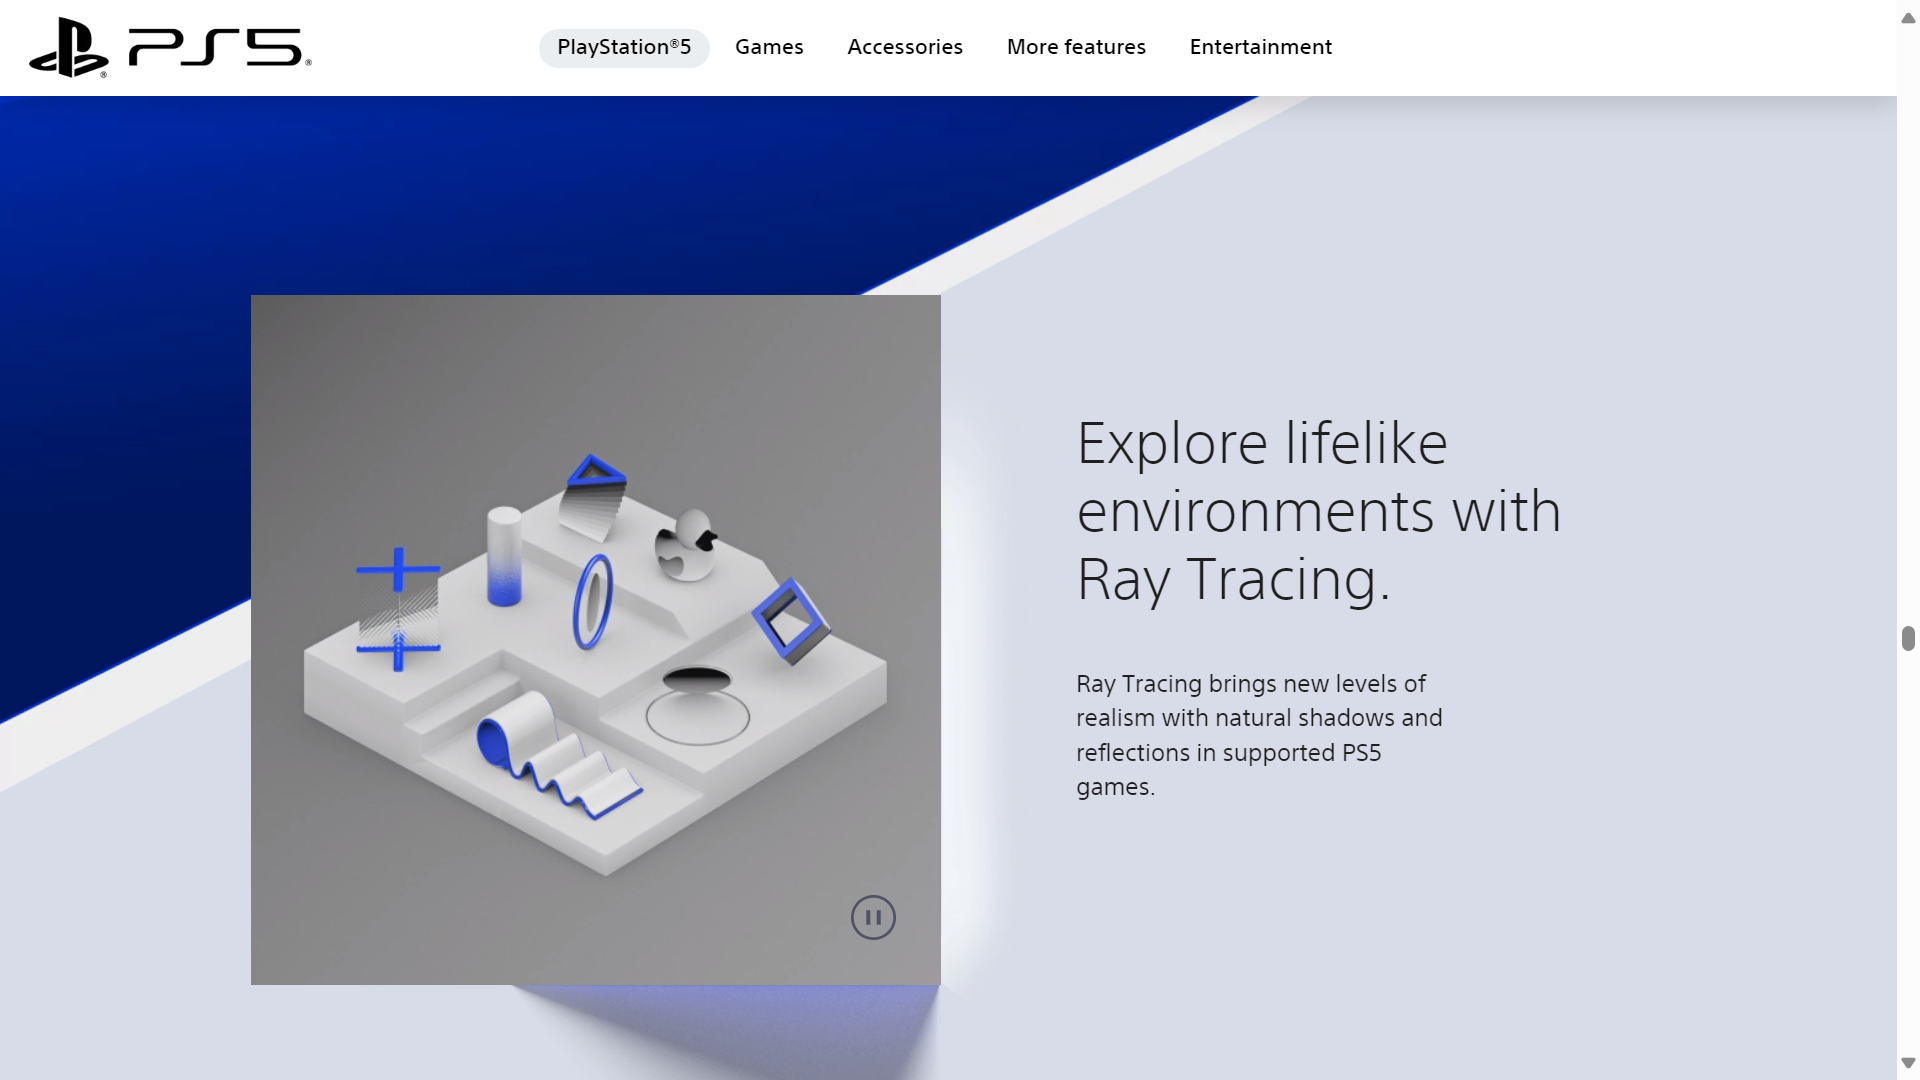 PS5®
PlayStation®5
Games
Accessories
More features
Entertainment
Explore lifelike
environments with
Ray Tracing.
Ray Tracing brings new levels of
realism with natural shadows and
reflections in supported PS5
games.